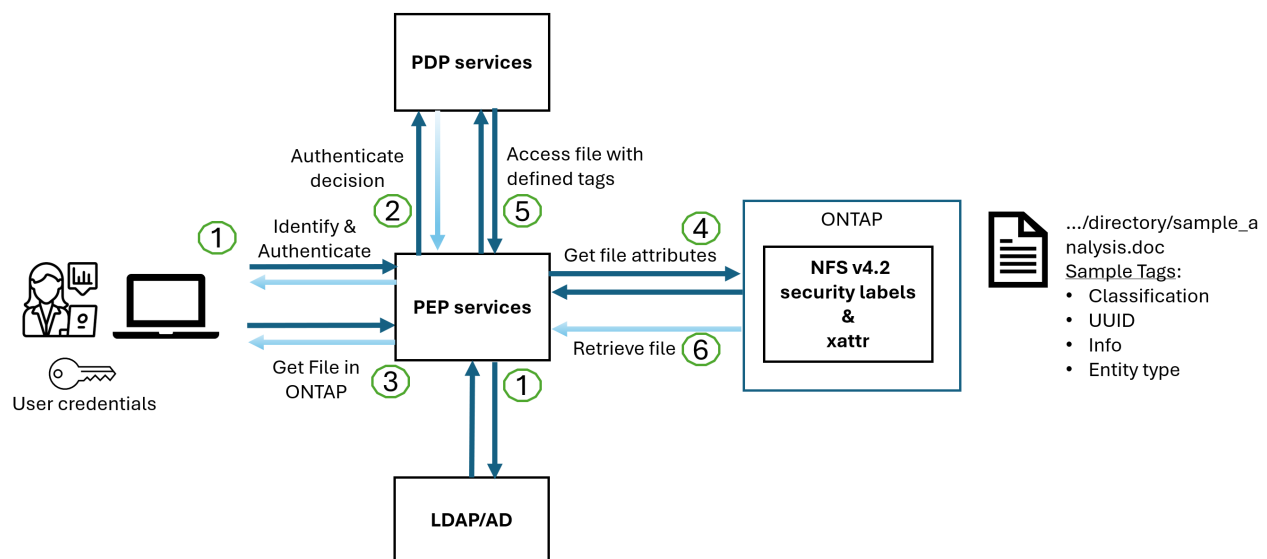 PDP services
Authenticate
decision
2
Access file with
defined tags
5
1
Identify &
Authenticate
PEP services
4
Get file attributes
ONTAP
NFS v4.2
security labels
&
xattr
.../directory/sample_a
nalysis.doc
Sample Tags:
• Classification
• UUID
• Info
• Entity type
Retrieve file
6
Get File in
ONTAP
3
1
User credentials
LDAP/AD